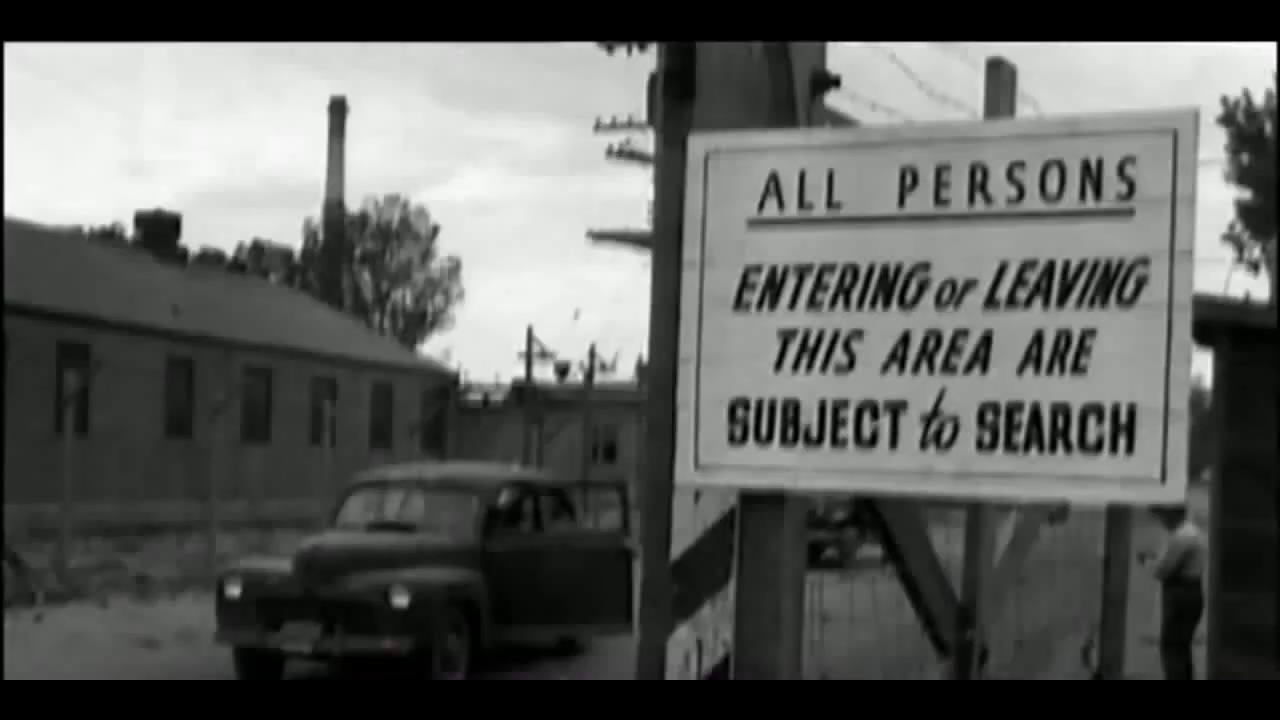 ALL PERSONS
ENTERING or LEAVING
THIS AREA ARE
SUBJECT to SEARCH